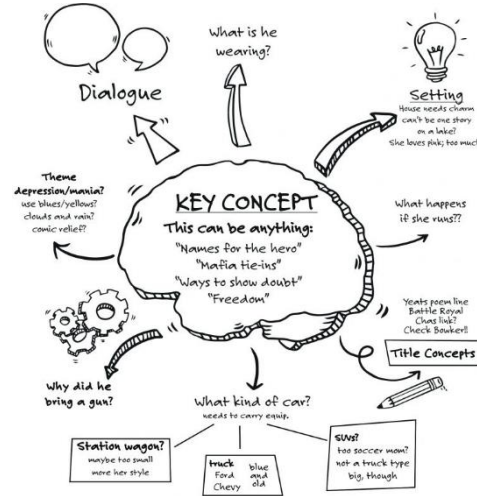 What is he
wearing?
Dialogue
Setting
House needs charm
can't be one story
on a lake?
She loves pink; too much
Theme
depression/mania?
use blues/yellows?
clouds and rain?
comic relief?
KEY CONCEPT
This can be anything:
"Names for the hero"
"Mafia tie-ins"
"Ways to show doubt"
"Freedom"
What happens
if she runs??
Yeats poem line
Battle Royal
Chas link?
Check Bowker!!
Title Concepts
Why did he
bring a gun?
What kind of car?
needs to carry equip.
Station wagon?
maybe too small
more her style
truck
Ford
Chevy
blue
and
old
SUVs?
too soccer mom?
not a truck type
big, though